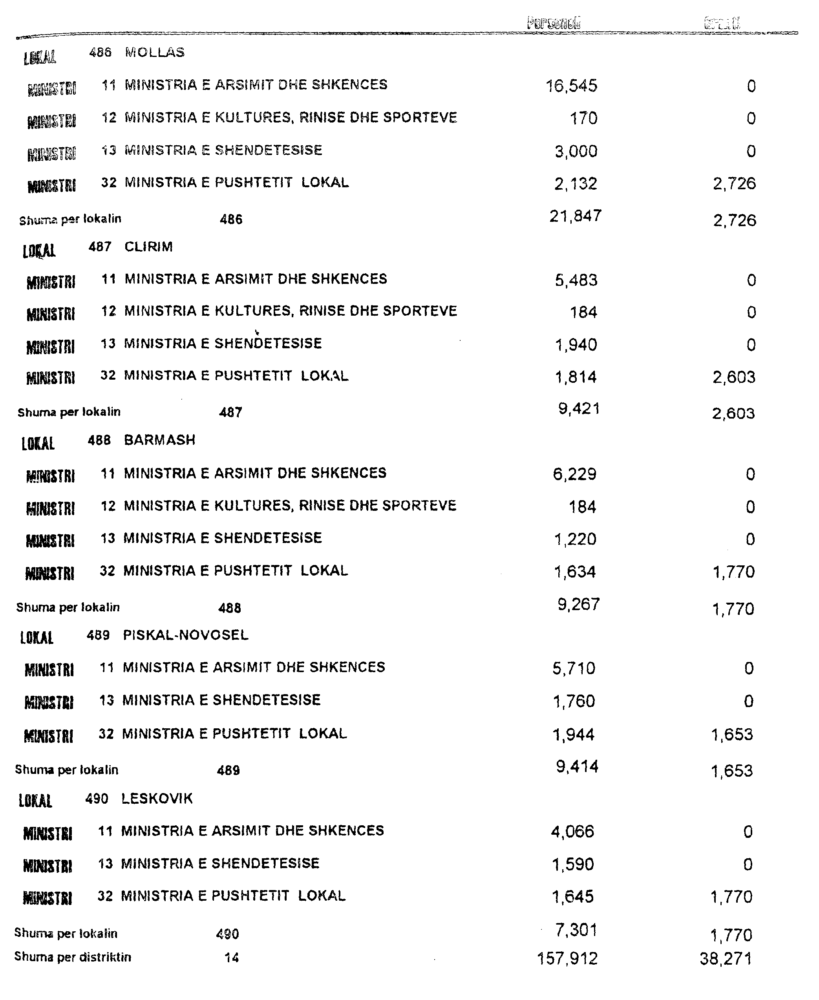 Personeli
LOKAL 486 MOLLAS
MINISTRI 11 MINISTRIA E ARSIMIT DHE SHKENCES 16,545 0
MINISTRI 12 MINISTRIA E KULTURES, RINISE DHE SPORTEVE 170 0
MINISTRI 13 MINISTRIA E SHENDETESISE 3,000 0
MINISTRI 32 MINISTRIA E PUSHTETIT LOKAL 2,132 2,726
Shuma per lokalin 486 21,847 2,726
LOKAL 487 CLIRIM
MINISTRI 11 MINISTRIA E ARSIMIT DHE SHKENCES 5,483 0
MINISTRI 12 MINISTRIA E KULTURES, RINISE DHE SPORTEVE 184 0
MINISTRI 13 MINISTRIA E SHENDETESISE 1,940 0
MINISTRI 32 MINISTRIA E PUSHTETIT LOKAL 1,814 2,603
Shuma per lokalin 487 9,421 2,603
LOKAL 488 BARMASH
MINISTRI 11 MINISTRIA E ARSIMIT DHE SHKENCES 6,229 0
MINISTRI 12 MINISTRIA E KULTURES, RINISE DHE SPORTEVE 184 0
MINISTRI 13 MINISTRIA E SHENDETESISE 1,220 0
MINISTRI 32 MINISTRIA E PUSHTETIT LOKAL 1,634 1,770
Shuma per lokalin 488 9,267 1,770
LOKAL 489 PISKAL-NOVOSEL
MINISTRI 11 MINISTRIA E ARSIMIT DHE SHKENCES 5,710 0
MINISTRI 13 MINISTRIA E SHENDETESISE 1,760 0
MINISTRI 32 MINISTRIA E PUSHTETIT LOKAL 1,944 1,653
Shuma per lokalin 489 9,414 1,653
LOKAL 490 LESKOVIK
MINISTRI 11 MINISTRIA E ARSIMIT DHE SHKENCES 4,066 0
MINISTRI 13 MINISTRIA E SHENDETESISE 1,590 0
MINISTRI 32 MINISTRIA E PUSHTETIT LOKAL 1,645 1,770
Shuma per lokalin 490 7,301 1,770
Shuma per distriktin 14 157,912 38,271